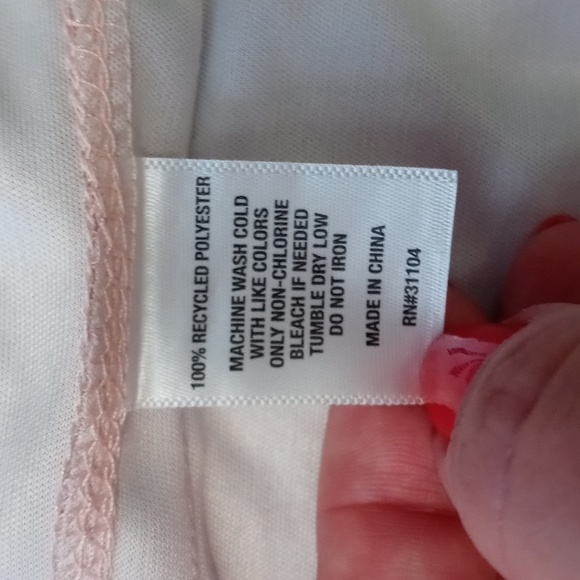 100% RECYCLED POLYESTER
MACHINE WASH COLD
WITH LIKE COLORS
ONLY NON-CHLORINE
BLEACH IF NEEDED
TUMBLE DRY LOW
DO NOT IRON
MADE IN CHINA
RN#31104